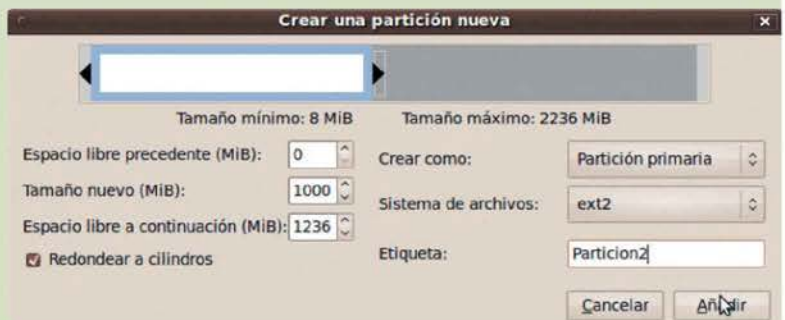 Crear una partición nueva
Tamaño mínimo: 8 MiB Tamaño máximo: 2236 MiB
Espacio libre precedente (MiB): 0
Crear como: Partición primaria
Tamaño nuevo (MiB): 1000
Sistema de archivos: ext2
Espacio libre a continuación (MiB): 1236
Redondear a cilindros
Etiqueta: Particion2
Cancelar Añadir